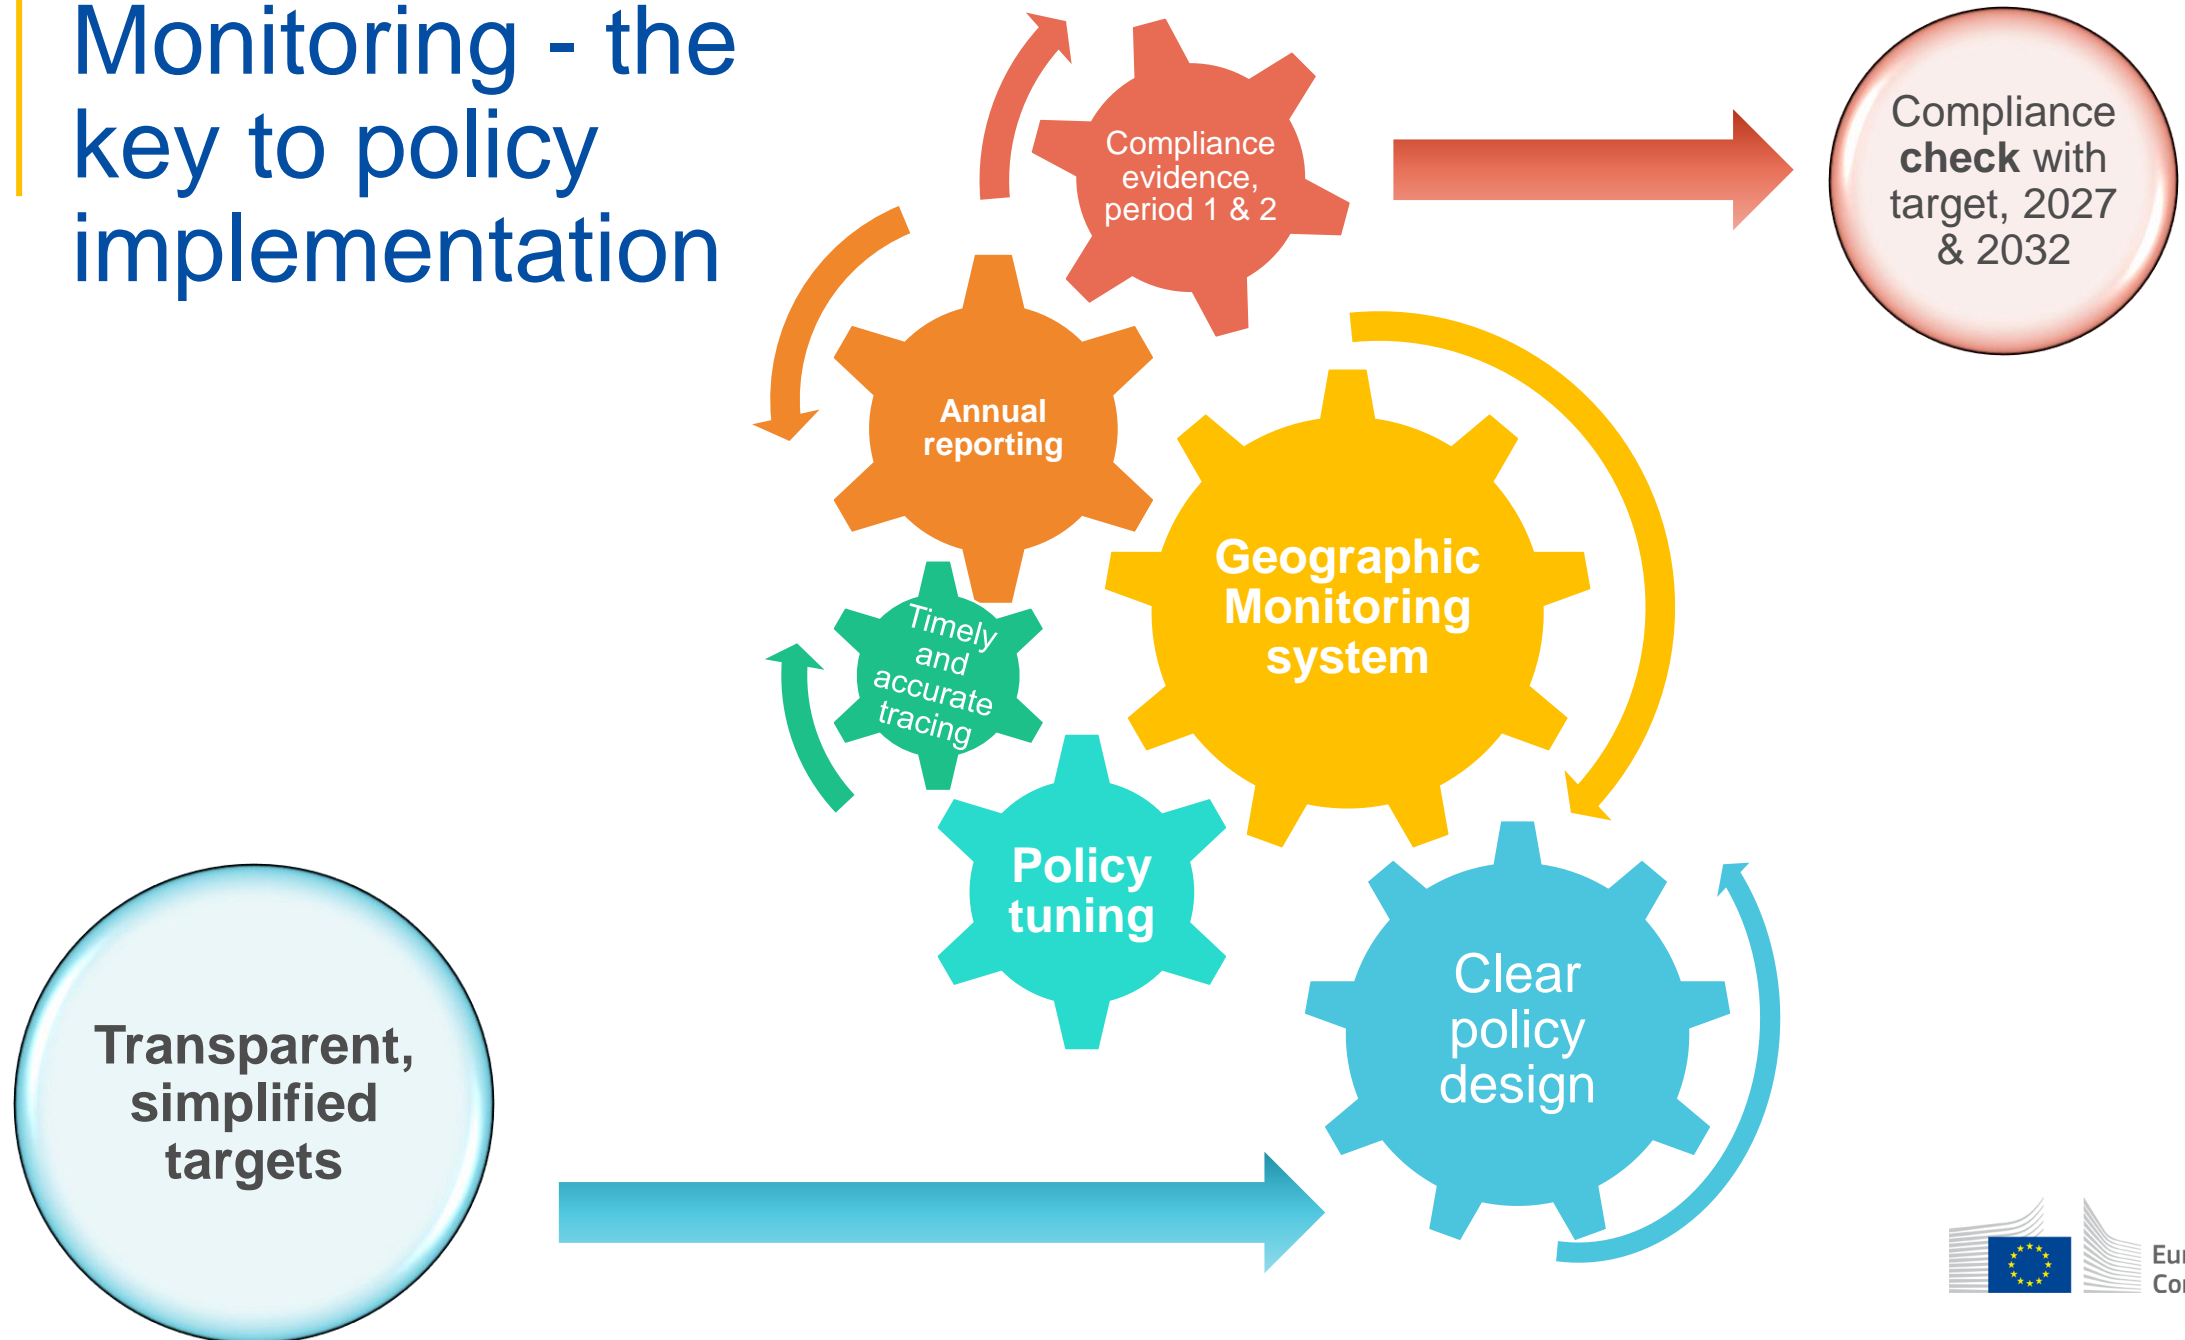 Monitoring - the
key to policy
implementation
Compliance
evidence,
period 1 & 2
Compliance
check with
target, 2027
& 2032
Annual
reporting
Geographic
Monitoring
system
Timely
and
accurate
tracing
Policy
tuning
Clear
policy
design
Transparent,
simplified
targets